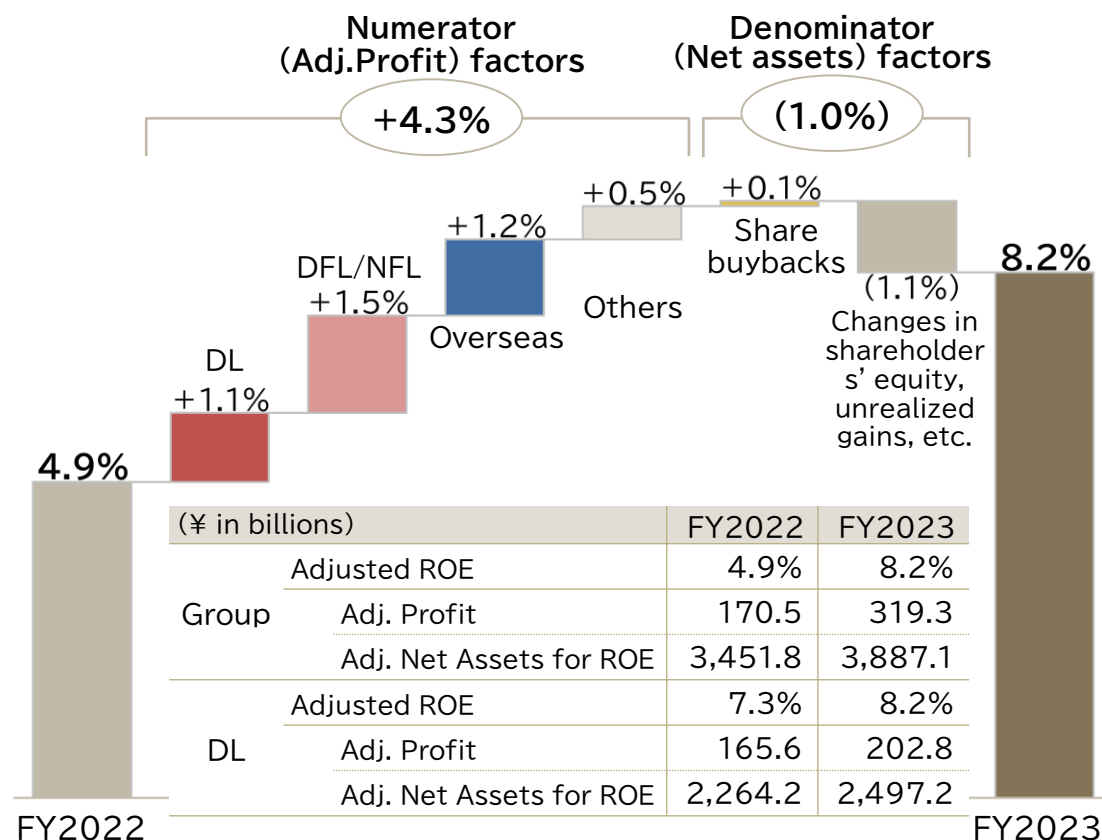 Numerator
(Adj.Profit) factors
+4.3%
Denominator
(Net assets) factors
(1.0%)
4.9%
DL
+1.1%
DFL/NFL
+1.5%
+1.2%
Overseas
+0.5%
Others
+0.1%
Share
buybacks
(1.1%)
Changes in
shareholder
s' equity,
unrealized
gains, etc.
8.2%
(¥ in billions) FY2022 FY2023
Group
Adjusted ROE 4.9% 8.2%
Adj. Profit 170.5 319.3
Adj. Net Assets for ROE 3,451.8 3,887.1
DL
Adjusted ROE 7.3% 8.2%
Adj. Profit 165.6 202.8
Adj. Net Assets for ROE 2,264.2 2,497.2
FY2022
FY2023